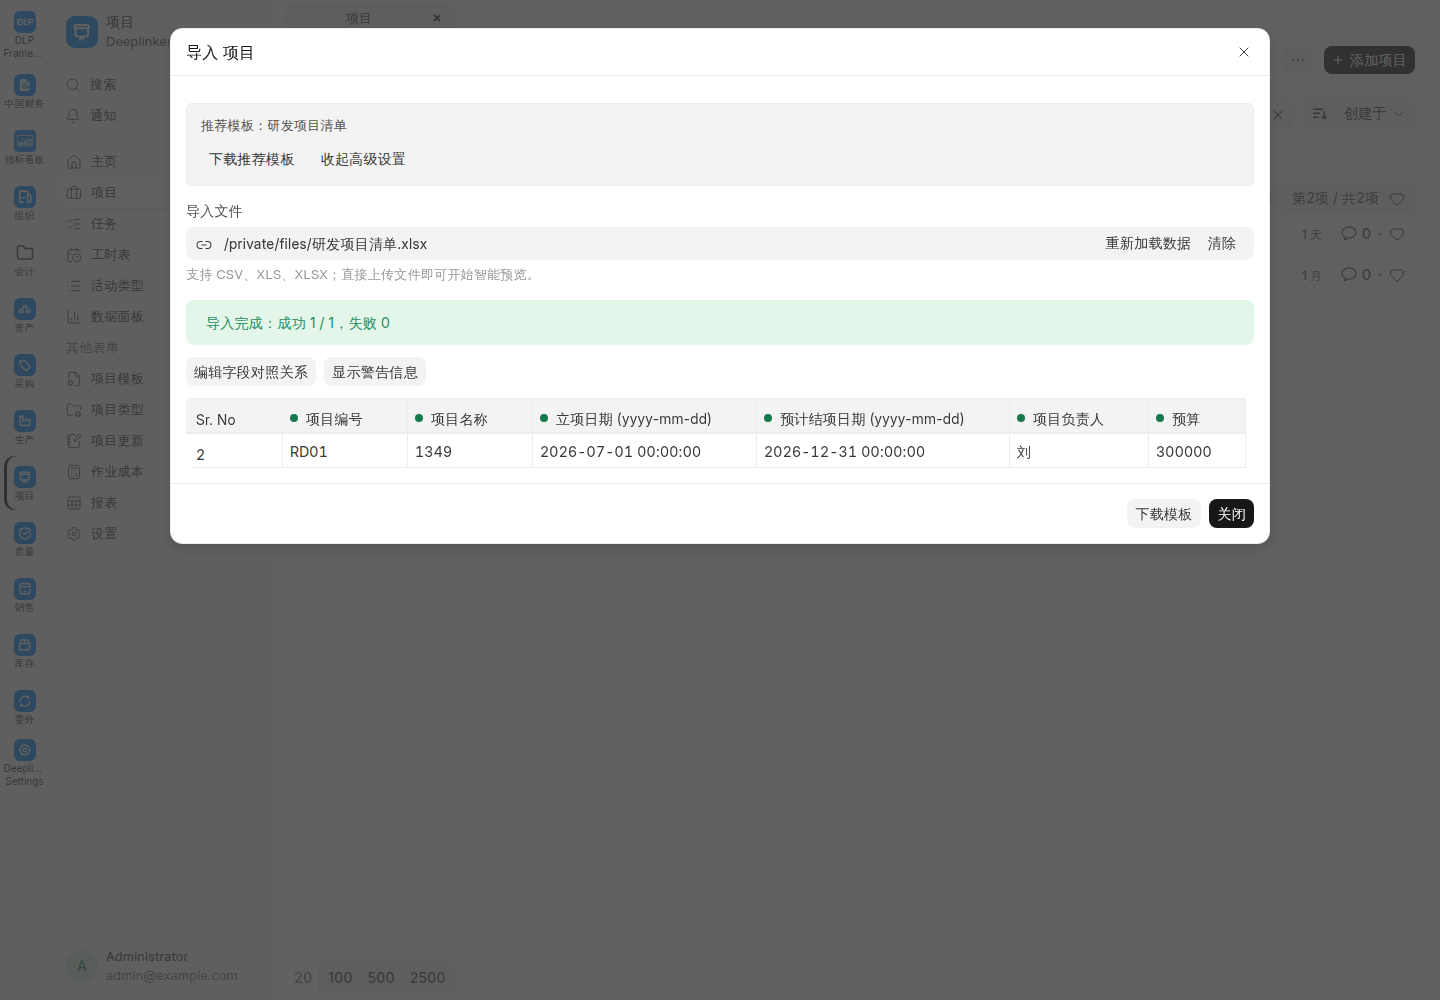 DLP
DLP
Frame...
中国财务
指标看板
组织
会计
资产
采购
生产
项目
质量
销售
库存
委外
Deepli...
Settings
项目
Deeplinke
搜索
通知
主页
项目
任务
工时表
活动类型
数据面板
其他表单
项目模板
项目类型
项目更新
作业成本
报表
设置
Administrator
A
admin@example.com
项目
添加项目
创建于
第2项 / 共2项
1 天 0 ·
1 月 0 ·
导入 项目
推荐模板：研发项目清单
下载推荐模板 收起高级设置
导入文件
/private/files/研发项目清单.xlsx 重新加载数据 清除
支持 CSV、XLS、XLSX；直接上传文件即可开始智能预览。
导入完成：成功 1 / 1，失败 0
编辑字段对照关系 显示警告信息
Sr. No 项目编号 项目名称 立项日期 (yyyy-mm-dd) 预计结项日期 (yyyy-mm-dd) 项目负责人 预算
2 RD01 1349 2026-07-01 00:00:00 2026-12-31 00:00:00 刘 300000
下载模板 关闭
20 100 500 2500